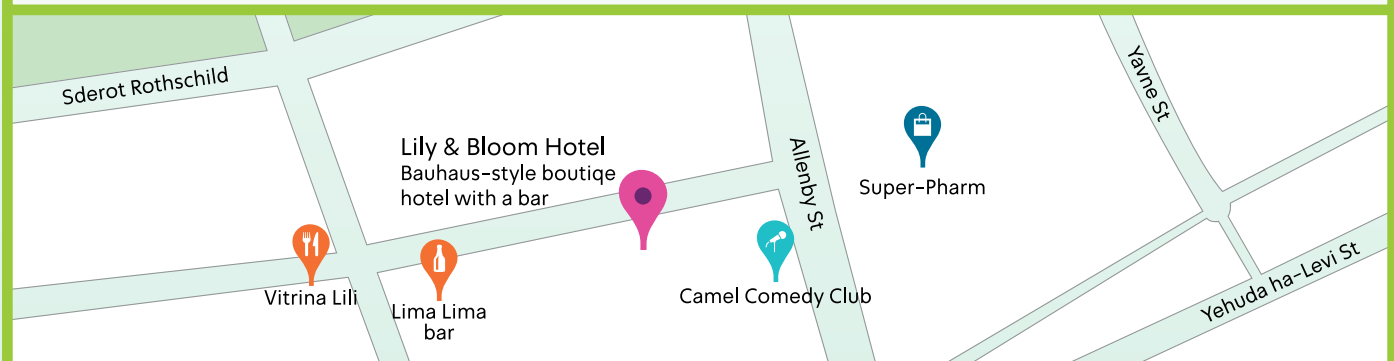 Sderot Rothschild
Yavne St
Lily & Bloom Hotel
Bauhaus-style boutiqe
hotel with a bar
Allenby St
Super-Pharm
Vitrina Lili
Lima Lima
bar
Camel Comedy Club
Yehuda ha-Levi St